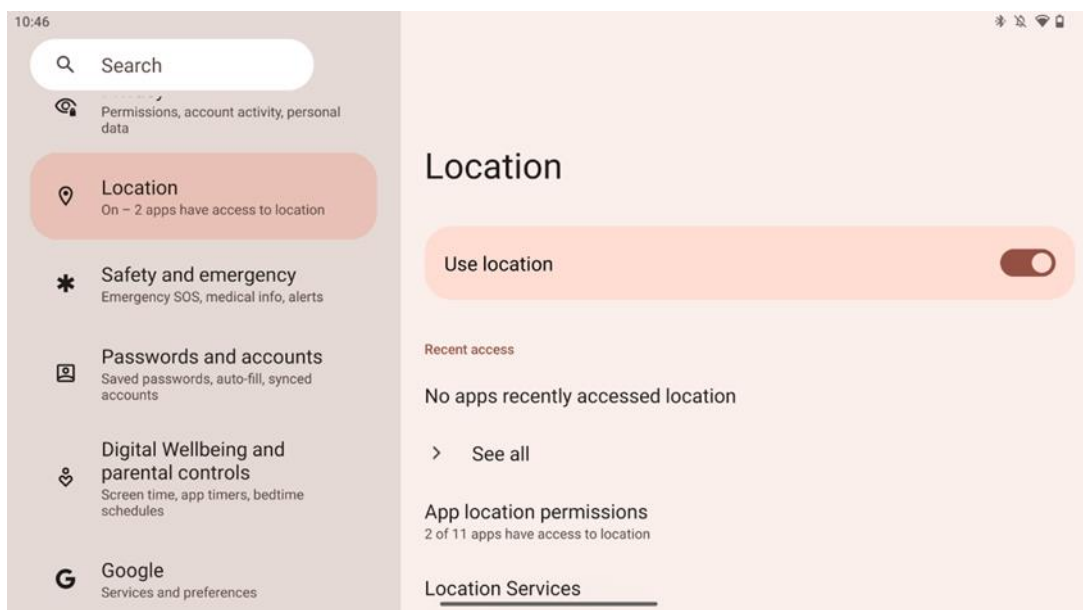 10:46
Search
Permissions, account activity, personal
data
Location
On – 2 apps have access to location
Safety and emergency
Emergency SOS, medical info, alerts
Passwords and accounts
Saved passwords, auto-fill, synced
accounts
Digital Wellbeing and
parental controls
Screen time, app timers, bedtime
schedules
Google
Services and preferences
Location
Use location
Recent access
No apps recently accessed location
See all
App location permissions
2 of 11 apps have access to location
Location Services